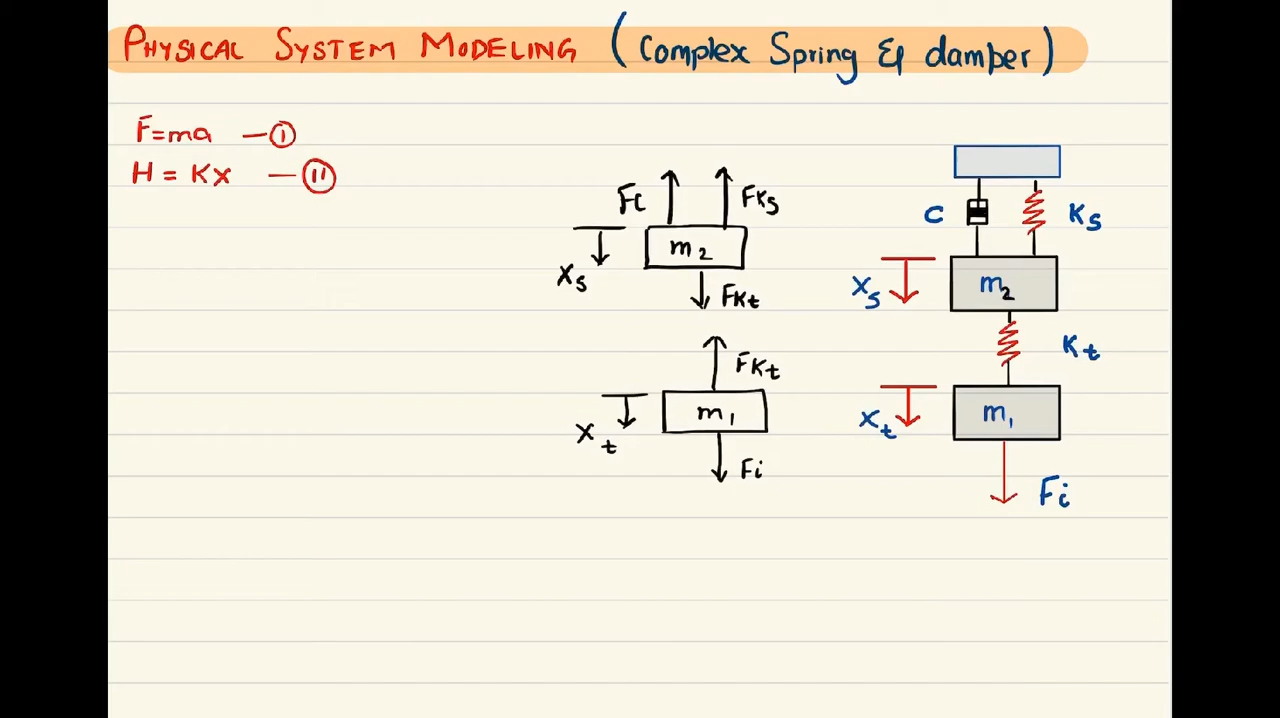 PHYSICAL SYSTEM MODELING (Complex Spring & damper)
F=ma —①
H = Kx —⑪
Fc FKs
m₂
Xs
FKt
FKt
m₁
Xt
Fi
C Ks
m₂
Xs
Kt
m₁
Xt
Fi